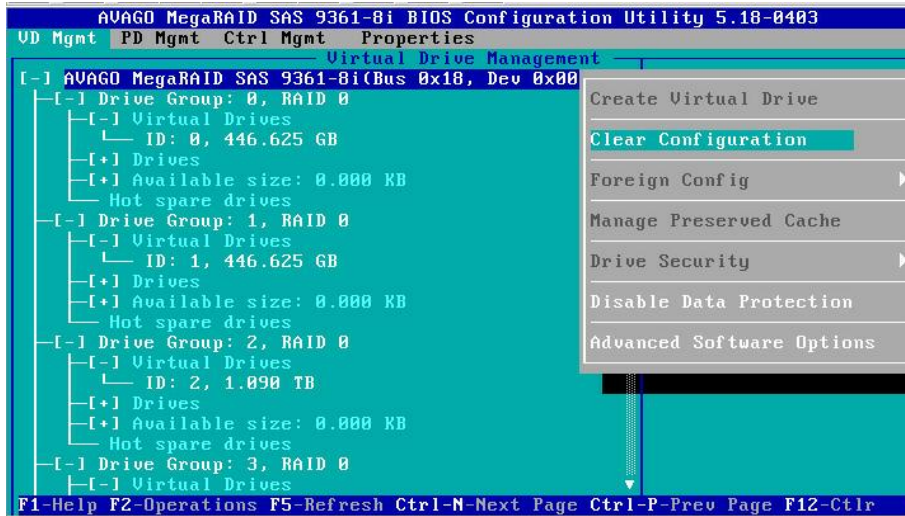 AVAGO MegaRAID SAS 9361-8i BIOS Configuration Utility 5.18-0403
VD Mgmt PD Mgmt Ctrl Mgmt Properties
Virtual Drive Management
[-] AVAGO MegaRAID SAS 9361-8i(Bus 0x18, Dev 0x00
[-] Drive Group: 0, RAID 0
[-] Virtual Drives
ID: 0, 446.625 GB
[+] Drives
[+] Available size: 0.000 KB
Hot spare drives
[-] Drive Group: 1, RAID 0
[-] Virtual Drives
ID: 1, 446.625 GB
[+] Drives
[+] Available size: 0.000 KB
Hot spare drives
[-] Drive Group: 2, RAID 0
[-] Virtual Drives
ID: 2, 1.090 TB
[+] Drives
[+] Available size: 0.000 KB
Hot spare drives
[-] Drive Group: 3, RAID 0
[-] Virtual Drives
Create Virtual Drive
Clear Configuration
Foreign Config
Manage Preserved Cache
Drive Security
Disable Data Protection
Advanced Software Options
F1-Help F2-Operations F5-Refresh Ctrl-N-Next Page Ctrl-P-Prev Page F12-Ctlr